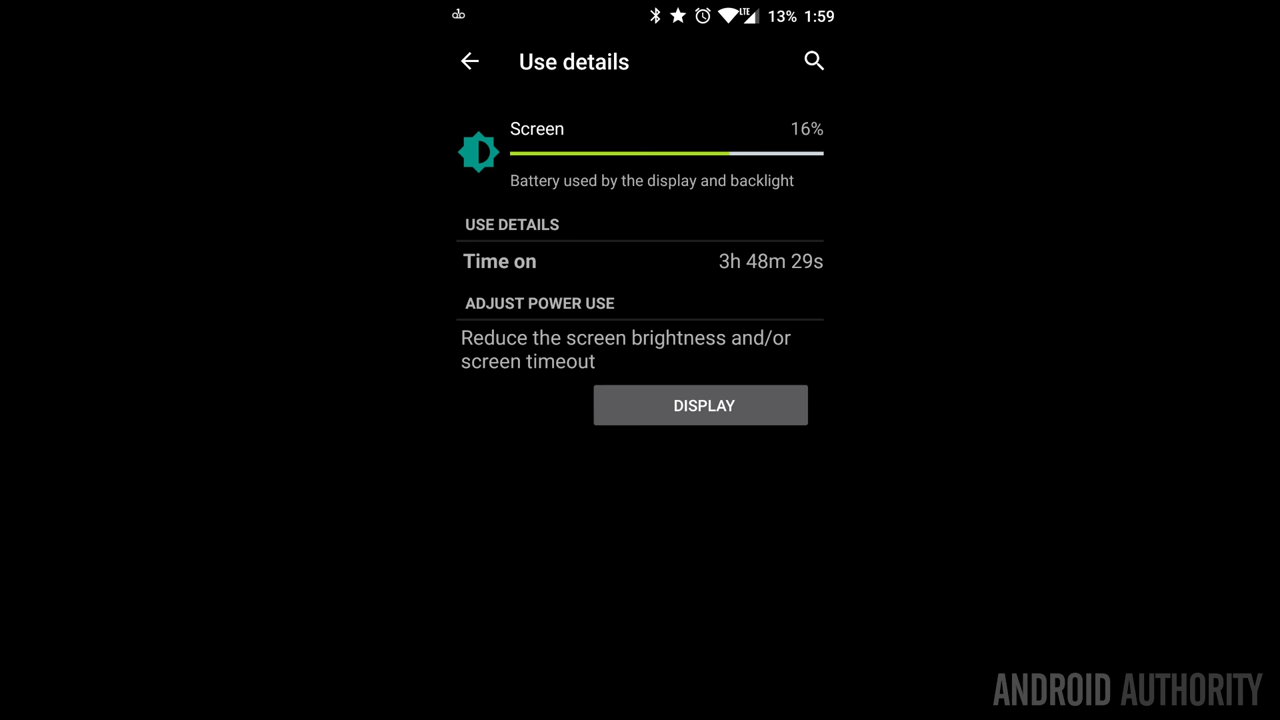 LTE 13% 1:59
Use details
Screen 16%
Battery used by the display and backlight
USE DETAILS
Time on 3h 48m 29s
ADJUST POWER USE
Reduce the screen brightness and/or
screen timeout
DISPLAY
ANDROID AUTHORITY